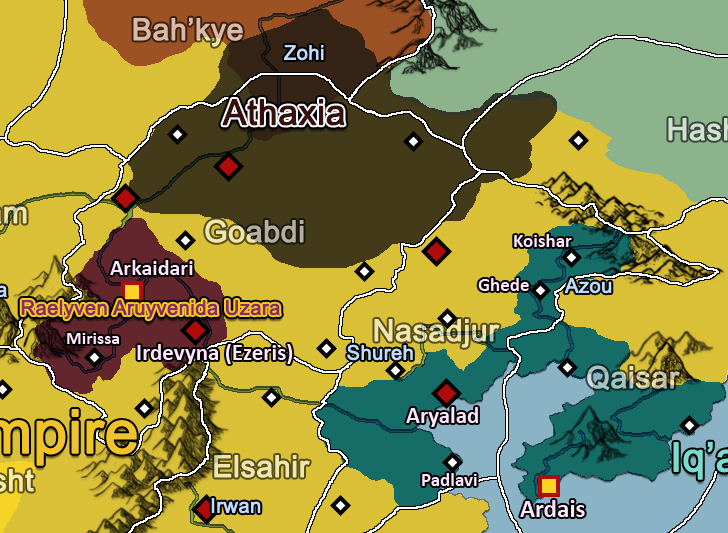 Bah'kye
Zohi
Athaxia
Hash
m
Goabdi
Koishar
Arkaidari
Ghede
Azou
a
Raelyven Aruyvenida Uzara
Nasadjur
Mirissa
Irdevyna (Ezeris)
Shureh
Qaisar
Aryalad
mpire
Iq'a
Elsahir
sht
Padlavi
Irwan
Ardais